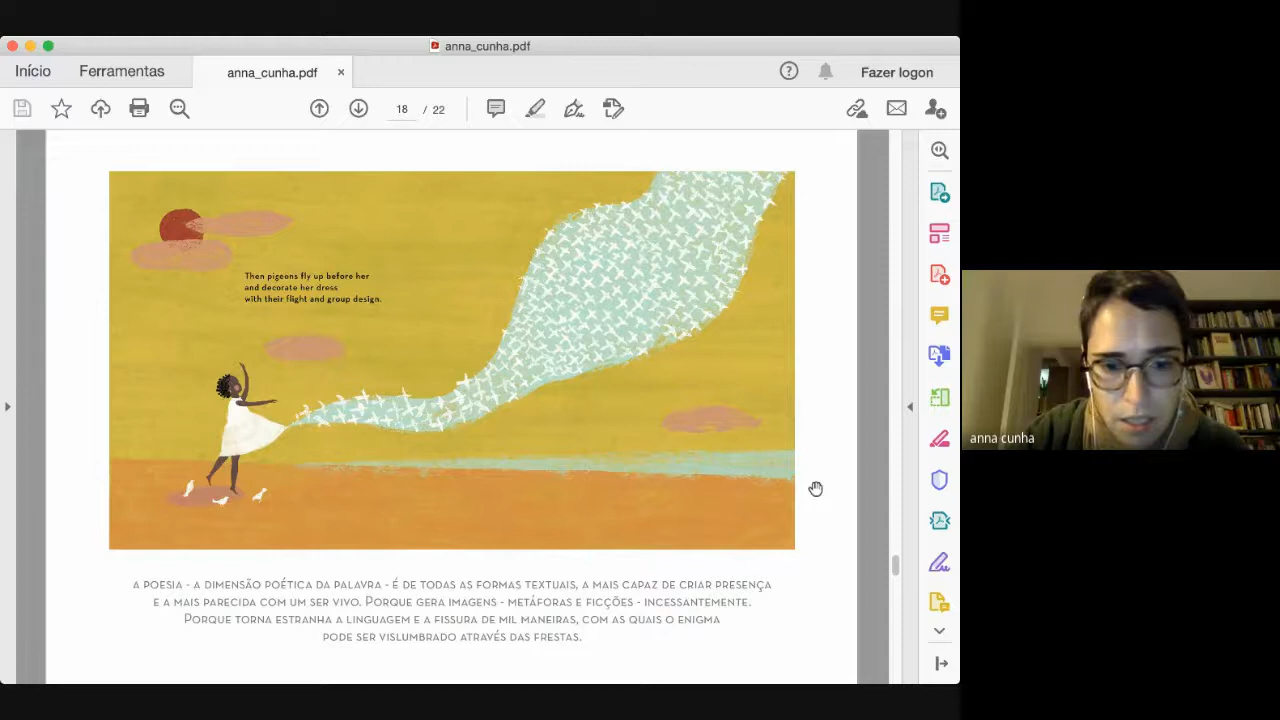 anna_cunha.pdf
Início
Ferramentas
anna_cunha.pdf
×
Fazer logon
18 / 22
Then pigeons fly up before her
and decorate her dress
with their flight and group design.
anna cunha
A POESIA - A DIMENSÃO POÉTICA DA PALAVRA - É DE TODAS AS FORMAS TEXTUAIS, A MAIS CAPAZ DE CRIAR PRESENÇA
E A MAIS PARECIDA COM UM SER VIVO. PORQUE GERA IMAGENS - METÁFORAS E FICÇÕES - INCESSANTEMENTE.
PORQUE TORNA ESTRANHA A LINGUAGEM E A FISSURA DE MIL MANEIRAS, COM AS QUAIS O ENIGMA
PODE SER VISLUMBRADO ATRAVÉS DAS FRESTAS.